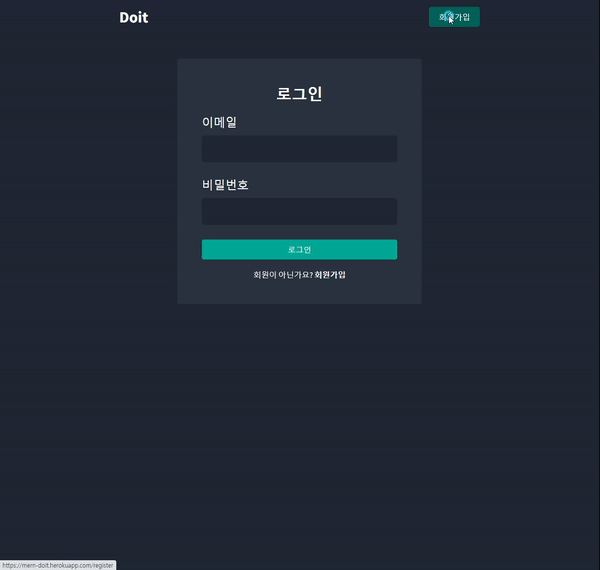 Doit
회원가입
로그인
이메일
비밀번호
로그인
회원이 아닌가요? 회원가입
https://mern-doit.herokuapp.com/register